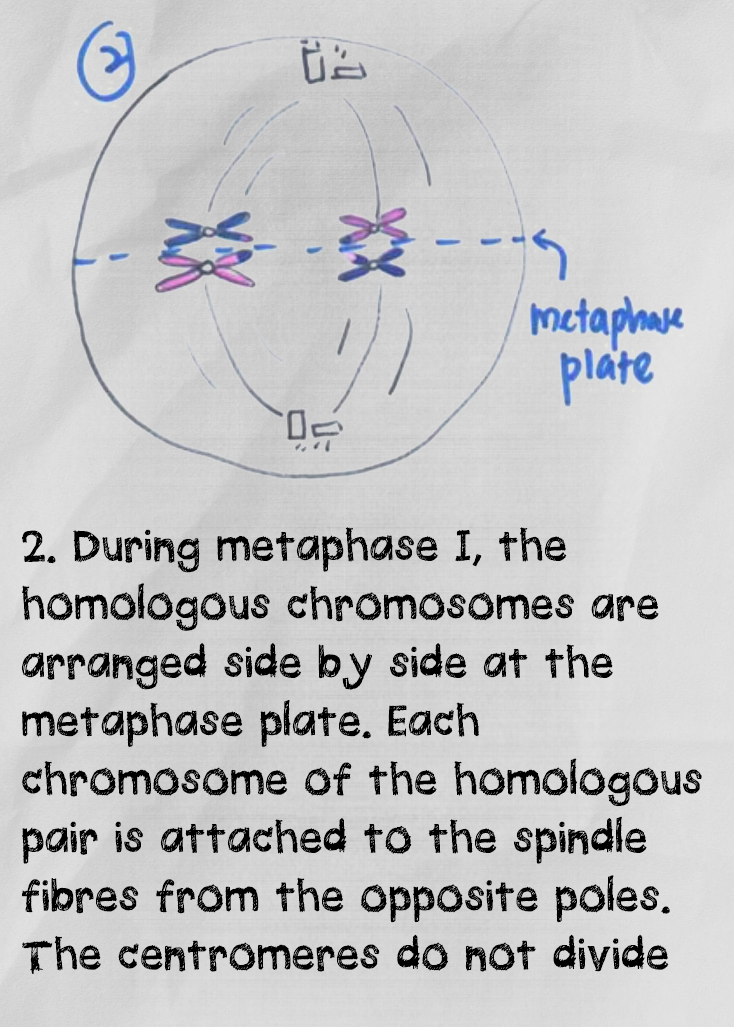 2
metaphase
plate
2. During metaphase I, the
homologous chromosomes are
arranged side by side at the
metaphase plate. Each
chromosome of the homologous
pair is attached to the spindle
fibres from the opposite poles.
The centromeres do not divide